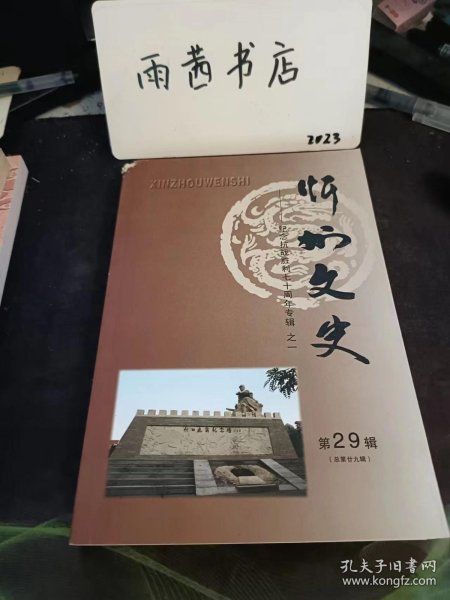 雨茜书店
2023
XINZHOUWENSHI
忻州文史
纪念抗战胜利七十周年专辑 之一
第29辑
(总第廿九辑)
孔夫子旧书网
www.kongfz.com